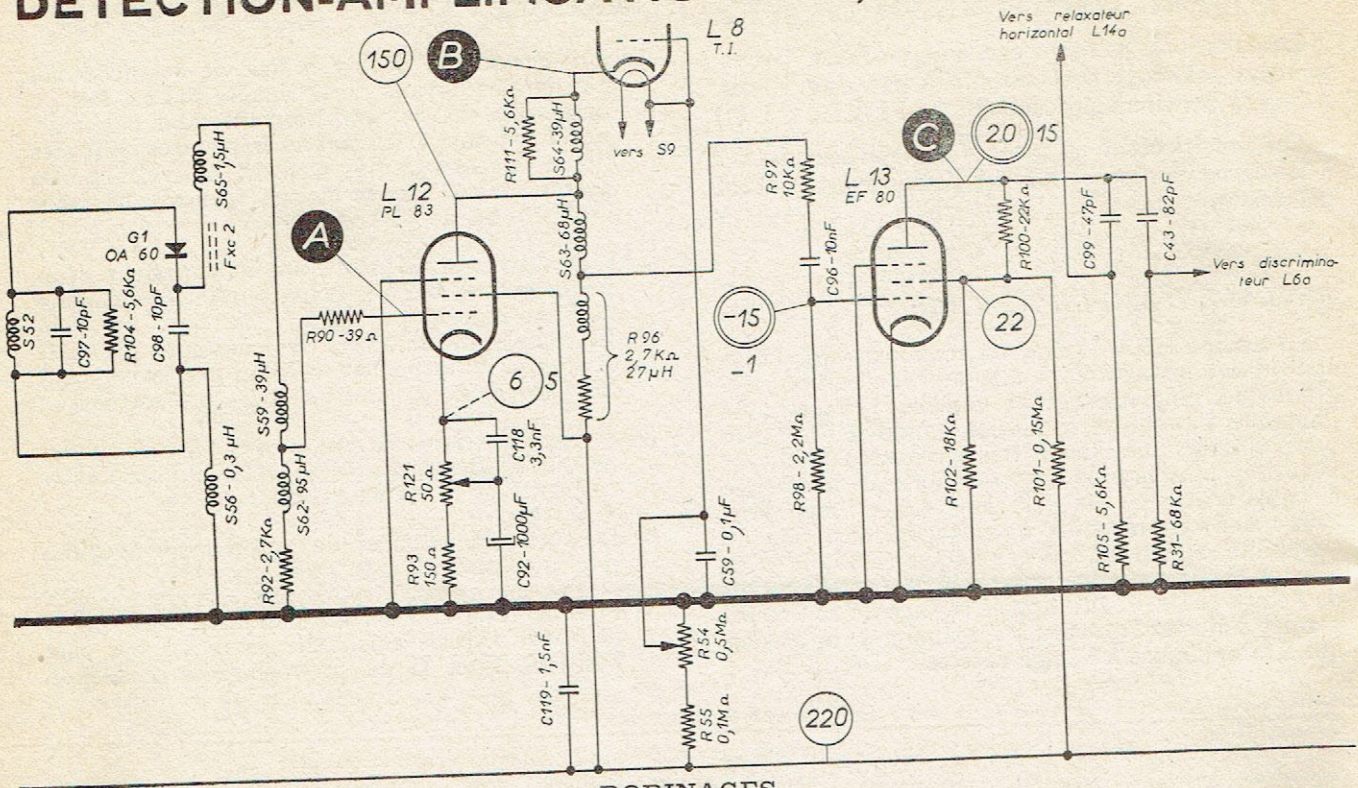 L 8
T.I.
Vers relaxateur
horizontal L14a
150
B
R111-5,6KΩ
S64-39µH
vers S9
C
20
15
S65-1,5µH
L 12
PL 83
R97
10KΩ
L 13
EF 80
R100-22KΩ
C99-47pF
C43-82pF
G1
OA 60
Fxc 2
A
S63-68µH
C96-10nF
Vers discrimina-
teur L6a
S52
C97-10pF
R104-5,6KΩ
C98-10pF
R90-39Ω
-15
-1
22
R96
2,7KΩ
27µH
6
5
S59-39µH
C118
3,3nF
S56-0,3µH
S62-95µH
R121
50Ω
R98-2,2MΩ
R102-18KΩ
R101-0,15MΩ
R92-2,7KΩ
R93
150Ω
C92-1000µF
C59-0,1µF
R105-5,6KΩ
R31-68KΩ
C119-1,5nF
R54
0,5MΩ
R55
0,1MΩ
220